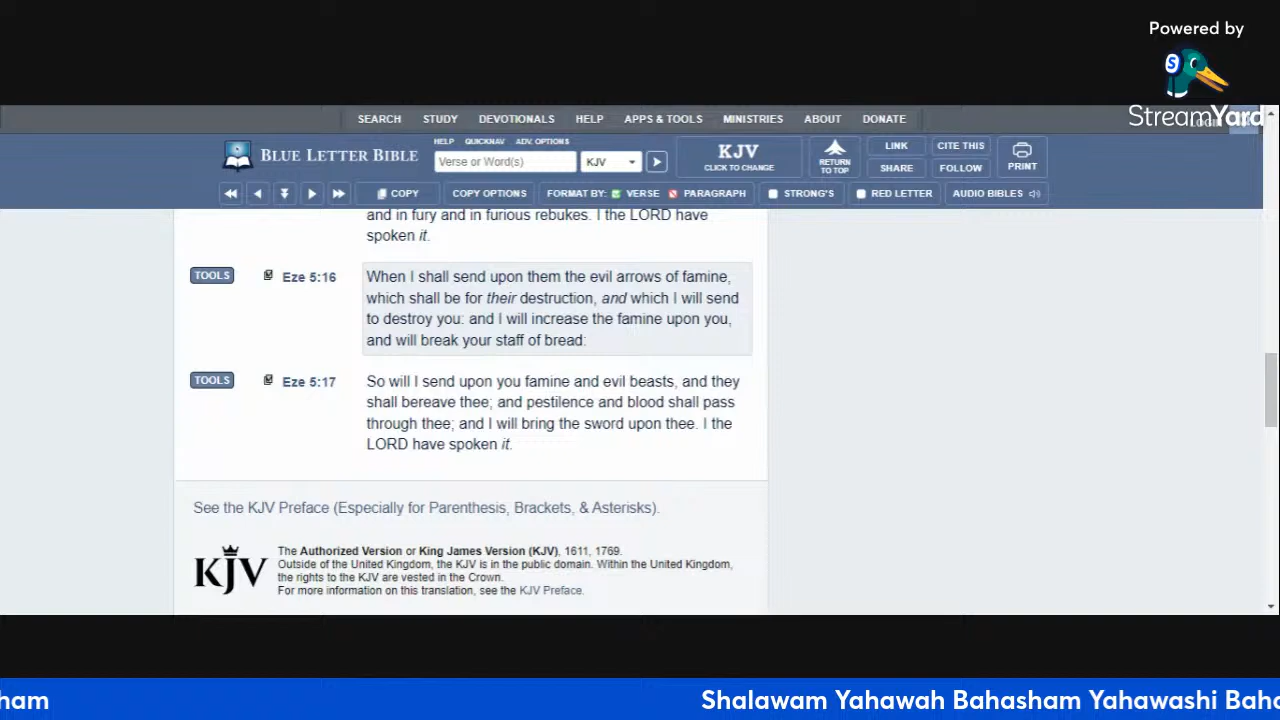 Powered by
S
StreamYard
SEARCH STUDY DEVOTIONALS HELP APPS & TOOLS MINISTRIES ABOUT DONATE
HELP QUICKNAV ADV. OPTIONS
BLUE LETTER BIBLE
Verse or Word(s)
KJV
KJV
CLICK TO CHANGE
RETURN
TO TOP
LINK CITE THIS
SHARE FOLLOW
PRINT
COPY COPY OPTIONS FORMAT BY: VERSE PARAGRAPH STRONG'S RED LETTER AUDIO BIBLES
and in fury and in furious rebukes. I the LORD have
spoken it.
TOOLS Eze 5:16 When I shall send upon them the evil arrows of famine,
which shall be for their destruction, and which I will send
to destroy you: and I will increase the famine upon you,
and will break your staff of bread:
TOOLS Eze 5:17 So will I send upon you famine and evil beasts, and they
shall bereave thee; and pestilence and blood shall pass
through thee; and I will bring the sword upon thee. I the
LORD have spoken it.
See the KJV Preface (Especially for Parenthesis, Brackets, & Asterisks).
KJV
The Authorized Version or King James Version (KJV), 1611, 1769.
Outside of the United Kingdom, the KJV is in the public domain. Within the United Kingdom,
the rights to the KJV are vested in the Crown.
For more information on this translation, see the KJV Preface.
ham Shalawam Yahawah Bahasham Yahawashi Baha